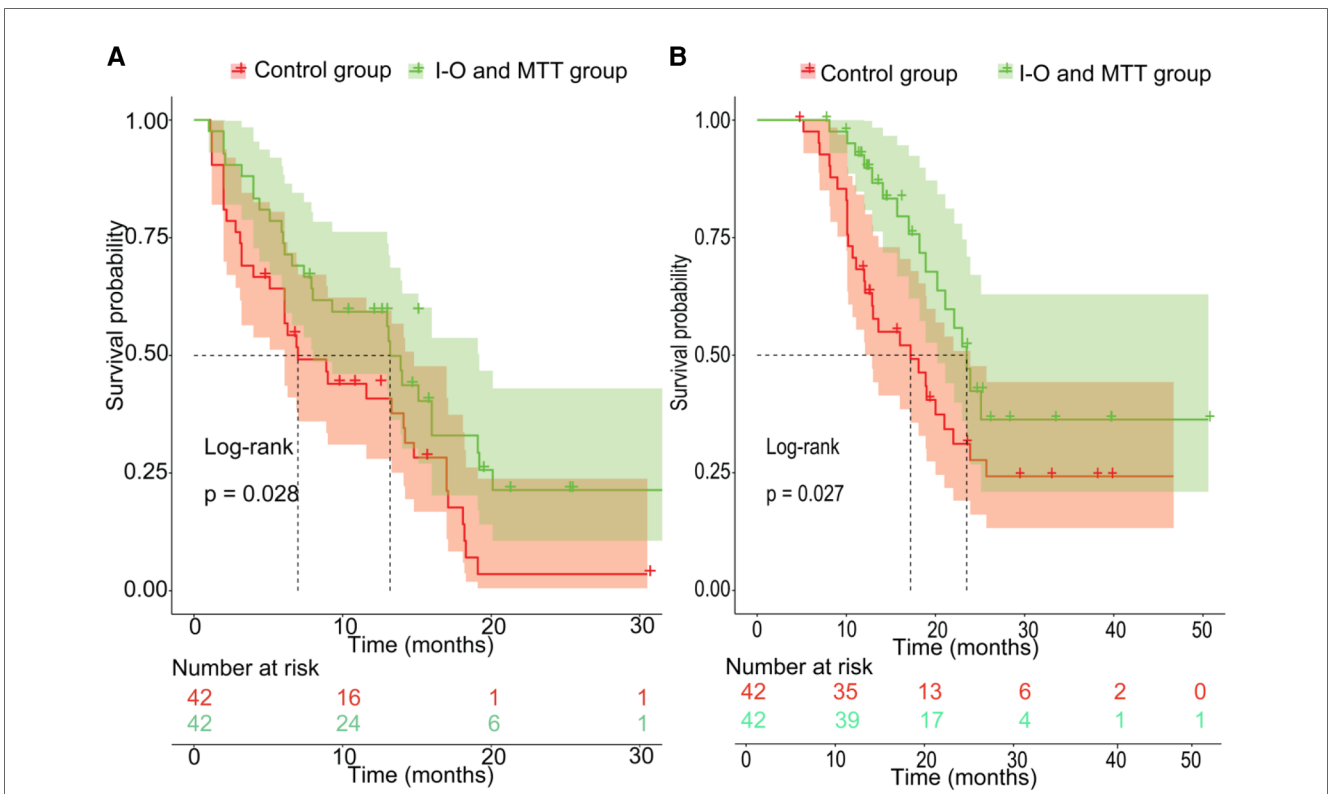 A
Control group I-O and MTT group
Survival probability
1.00
0.75
0.50
0.25
0.00
Log-rank
p = 0.028
0 10 20 30
Time (months)
Number at risk
42 16 1 1
42 24 6 1
0 10 20 30
Time (months)
B
Control group I-O and MTT group
Survival probability
1.00
0.75
0.50
0.25
0.00
Log-rank
p = 0.027
0 10 20 30 40 50
Time (months)
Number at risk
42 35 13 6 2 0
42 39 17 4 1 1
0 10 20 30 40 50
Time (months)